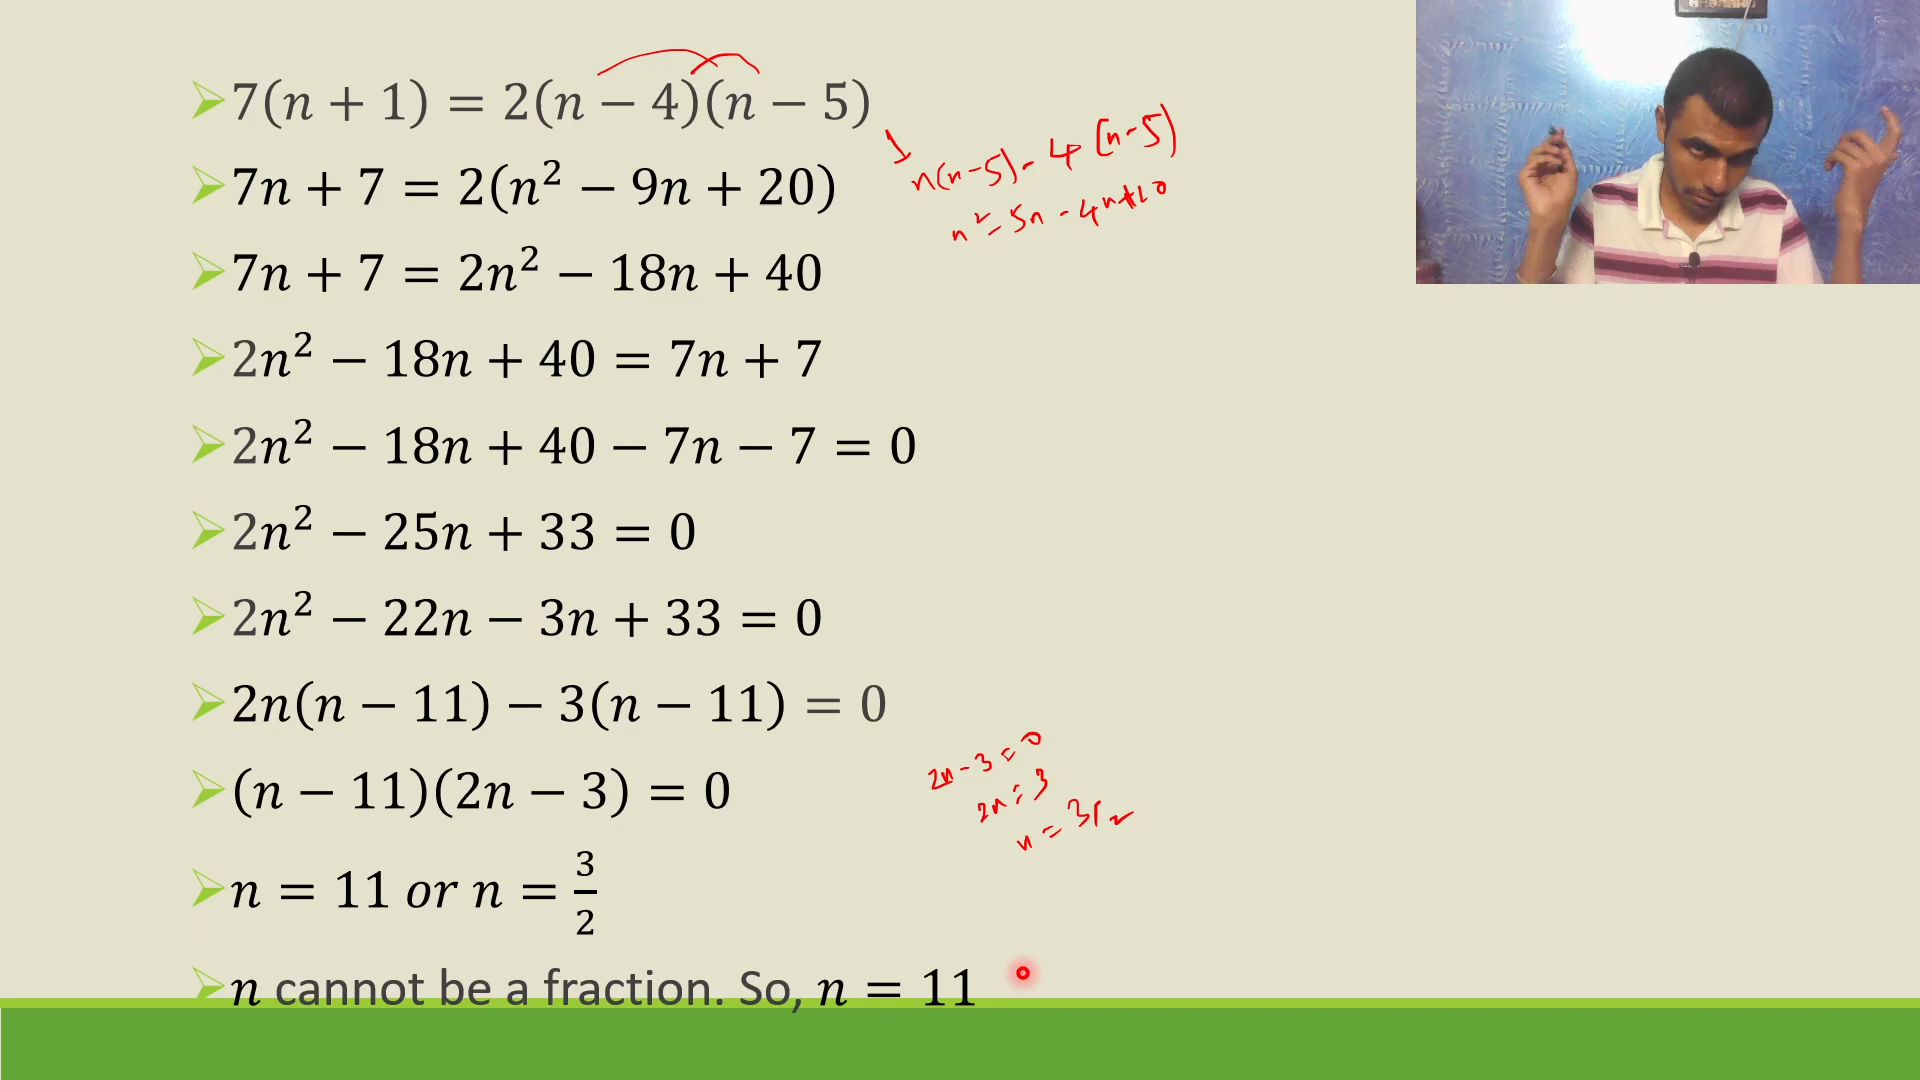 7(n + 1) = 2(n − 4)(n − 5)
n(n-5) - 4(n-5)
7n + 7 = 2(n² − 9n + 20)
n² - 5n - 4n + 20
7n + 7 = 2n² − 18n + 40
2n² − 18n + 40 = 7n + 7
2n² − 18n + 40 − 7n − 7 = 0
2n² − 25n + 33 = 0
2n² − 22n − 3n + 33 = 0
2n(n − 11) − 3(n − 11) = 0
2n - 3 = 0
(n − 11)(2n − 3) = 0
2n = 3
n = 3/2
n = 11 or n = 3/2
n cannot be a fraction. So, n = 11